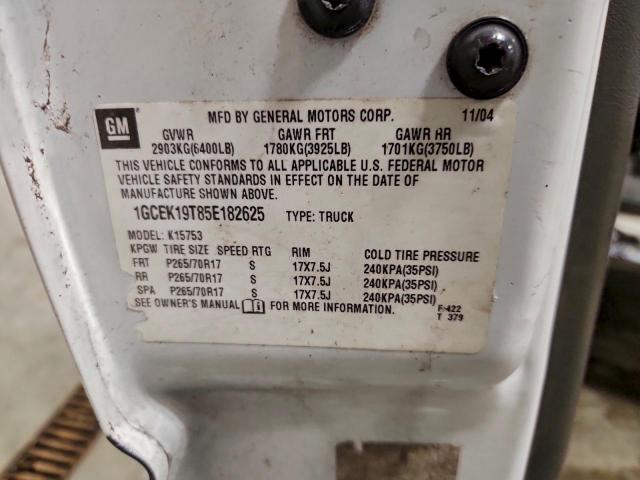 GM
MFD BY GENERAL MOTORS CORP. 11/04
GVWR GAWR FRT GAWR RR
2903KG(6400LB) 1780KG(3925LB) 1701KG(3750LB)
THIS VEHICLE CONFORMS TO ALL APPLICABLE U.S. FEDERAL MOTOR
VEHICLE SAFETY STANDARDS IN EFFECT ON THE DATE OF
MANUFACTURE SHOWN ABOVE.
1GCEK19T85E182625 TYPE: TRUCK
MODEL: K15753
KPGW TIRE SIZE SPEED RTG RIM COLD TIRE PRESSURE
FRT P265/70R17 S 17X7.5J 240KPA(35PSI)
RR P265/70R17 S 17X7.5J 240KPA(35PSI)
SPA P265/70R17 S 17X7.5J 240KPA(35PSI)
SEE OWNER'S MANUAL FOR MORE INFORMATION.
F 422
T 379